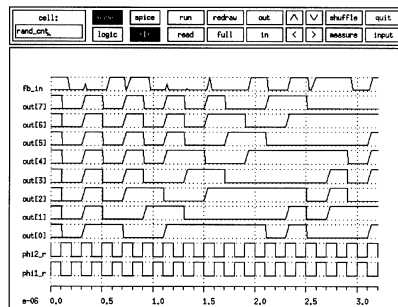 cell: spice run redraw out ∧ ∨ shuffle quit
rand_cnt logic read full in < > measure input
fb_in
out[7]
out[6]
out[5]
out[4]
out[3]
out[2]
out[1]
out[0]
phi2_r
phi1_r
e-06 0.0 0.5 1.0 1.5 2.0 2.5 3.0